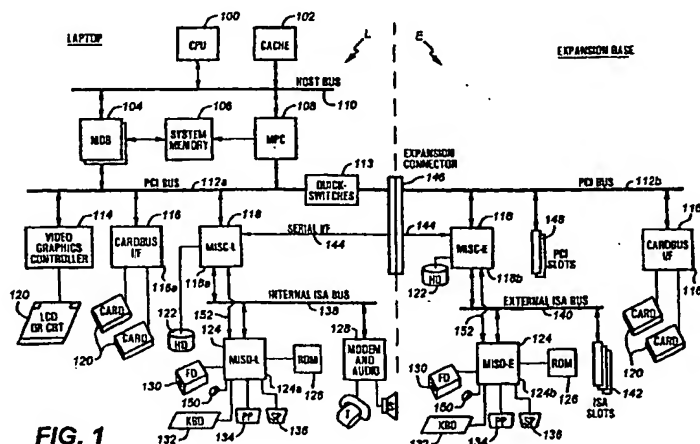 LAPTOP
EXPANSION BASE
100
CPU
102
CACHE
L
E
HOST BUS
110
104
MDB
106
SYSTEM MEMORY
108
MPC
113
QUICK-SWITCHES
EXPANSION CONNECTOR
146
PCI BUS
112a
PCI BUS
112b
114
VIDEO GRAPHICS CONTROLLER
116
CARDBUS I/F
116a
118
MISC-L
118a
SERIAL I/F
144
144
118
MISC-E
118b
148
PCI SLOTS
116
CARDBUS I/F
120
LCD OR CRT
CARD
CARD
120
122
HD
INTERNAL ISA BUS
138
152
122
HD
EXTERNAL ISA BUS
140
152
CARD
CARD
120
124
MISD-L
124a
128
MODEM AND AUDIO
ROM
126
130
FD
150
KBD
132
PP
134
SP
136
T
S
124
MISD-E
124b
ROM
126
142
ISA SLOTS
130
FD
150
KBD
132
PP
134
SP
136
FIG. 1